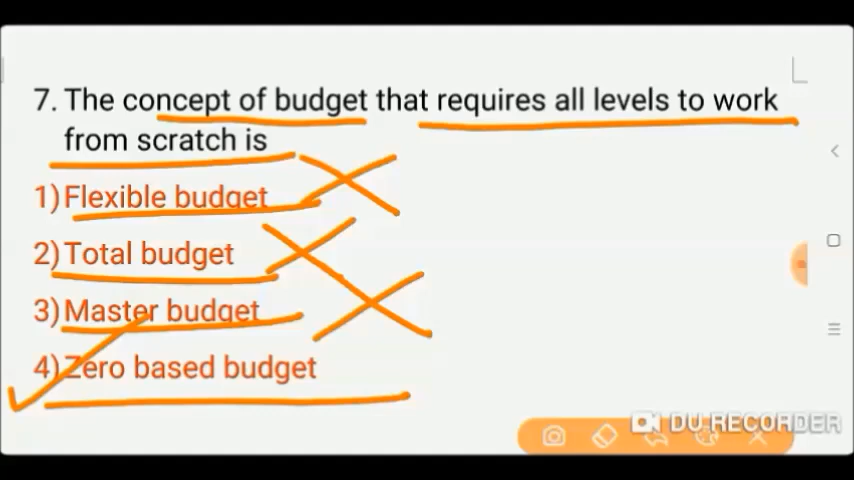 7. The concept of budget that requires all levels to work
from scratch is
1) Flexible budget
2) Total budget
3) Master budget
4) Zero based budget
DU RECORDER